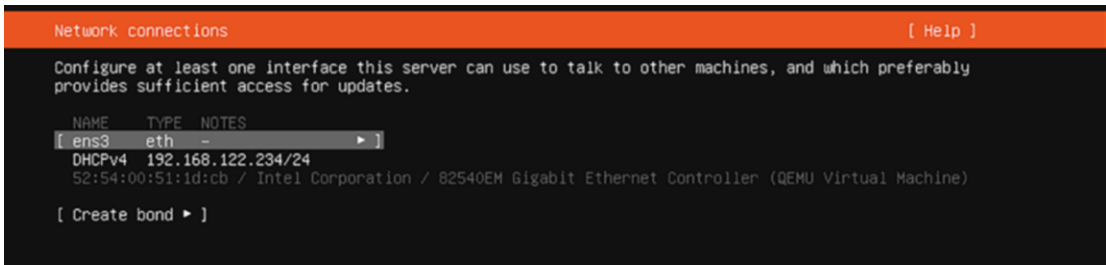 Network connections [ Help ]
Configure at least one interface this server can use to talk to other machines, and which preferably
provides sufficient access for updates.
NAME TYPE NOTES
[ ens3 eth – ▸ ]
DHCPv4 192.168.122.234/24
52:54:00:51:1d:cb / Intel Corporation / 82540EM Gigabit Ethernet Controller (QEMU Virtual Machine)
[ Create bond ▸ ]